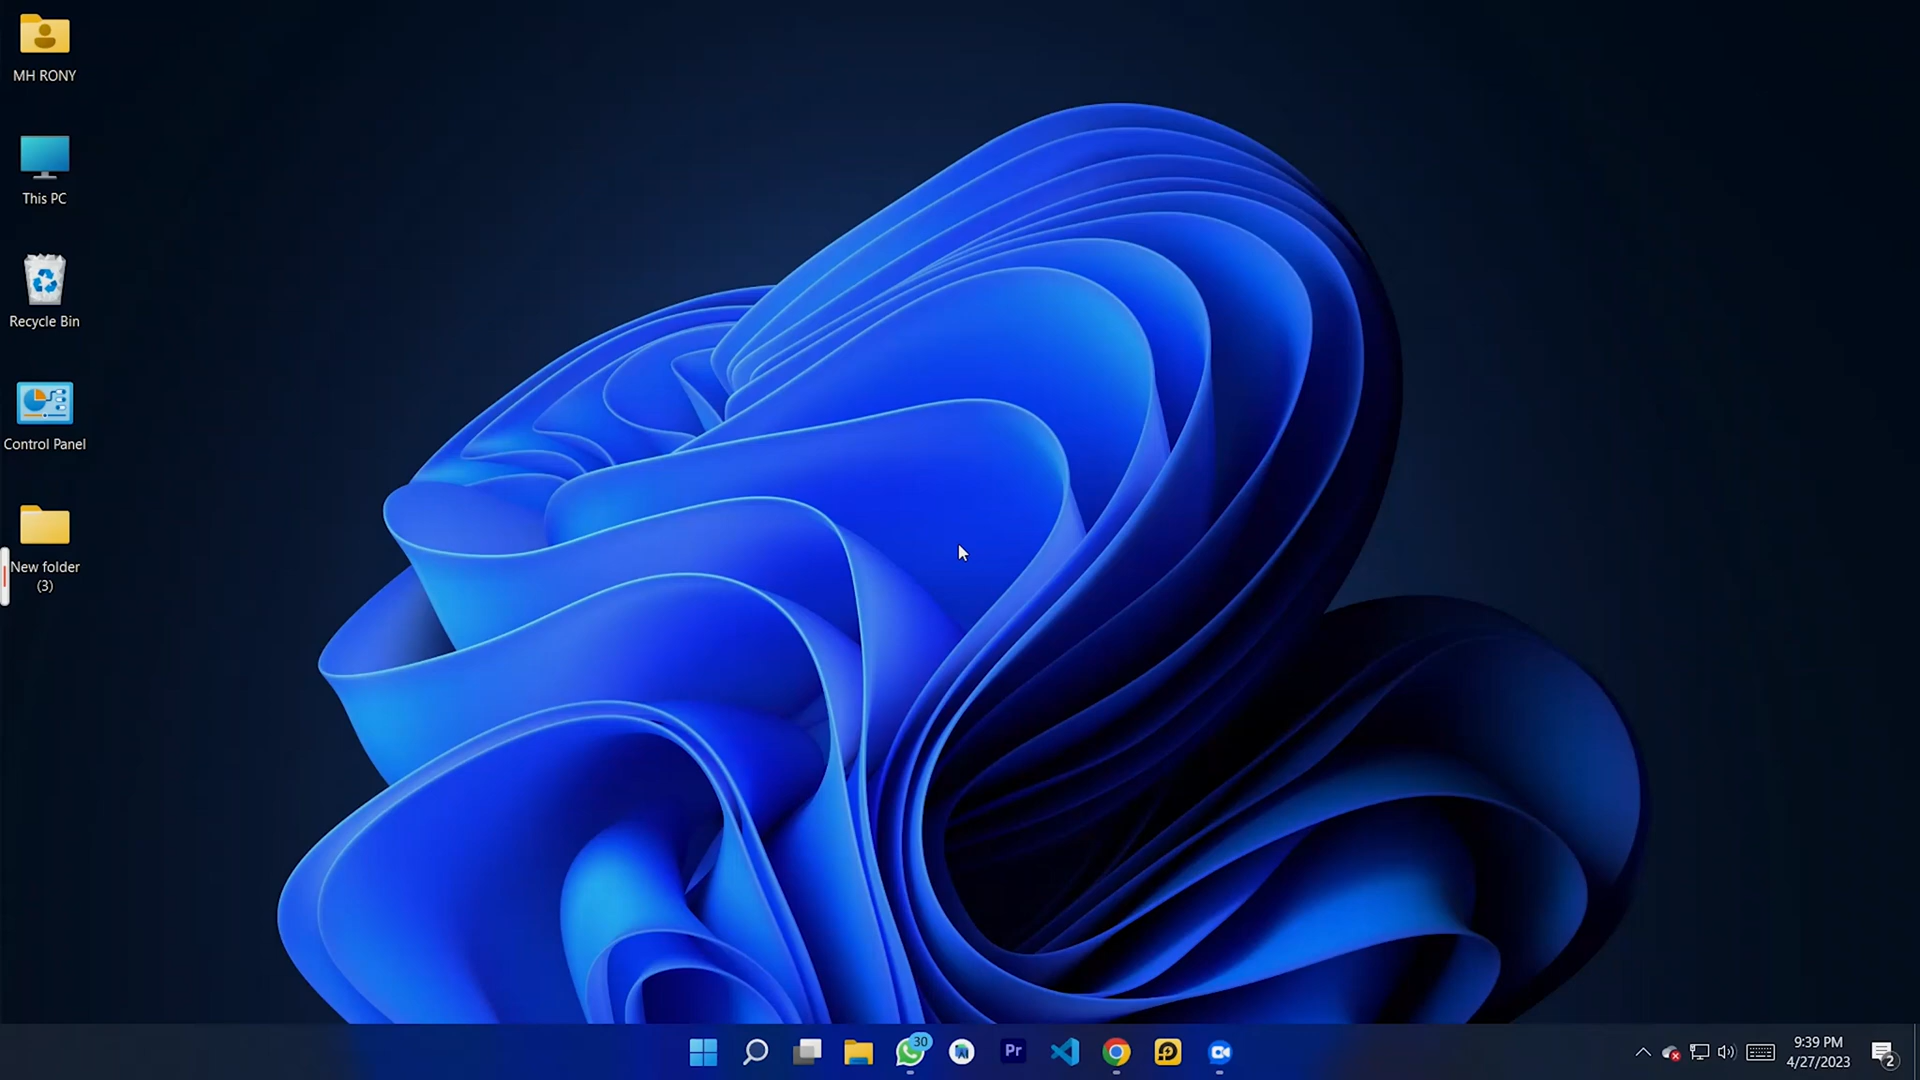 MH RONY
This PC
Recycle Bin
Control Panel
New folder
(3)
30
Pr
9:39 PM
4/27/2023
2